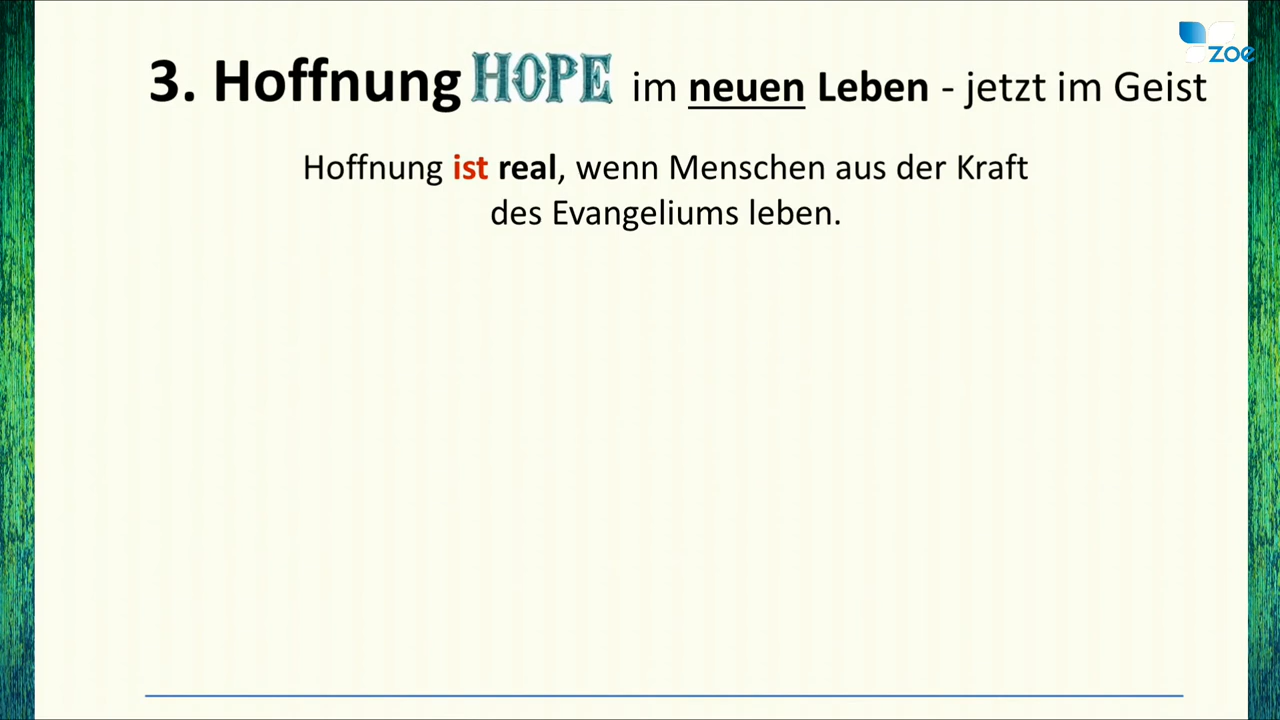 3. Hoffnung HOPE im neuen Leben - jetzt im Geist
Hoffnung ist real, wenn Menschen aus der Kraft
des Evangeliums leben.
zoe